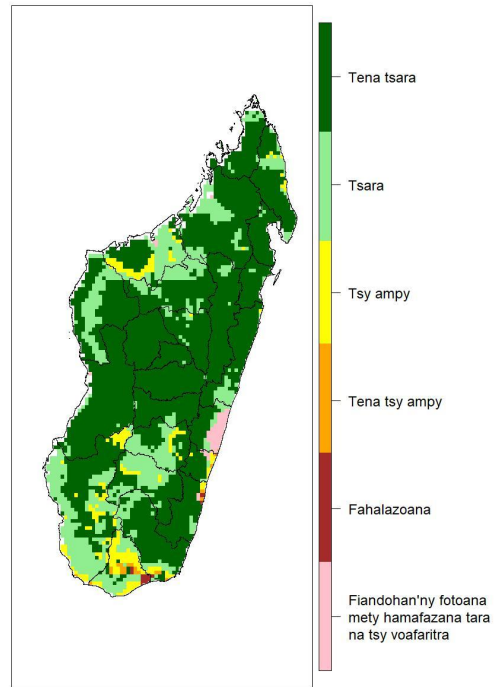 Tena tsara
Tsara
Tsy ampy
Tena tsy ampy
Fahalazoana
Fiandohan'ny fotoana
mety hamafazana tara
na tsy voafaritra